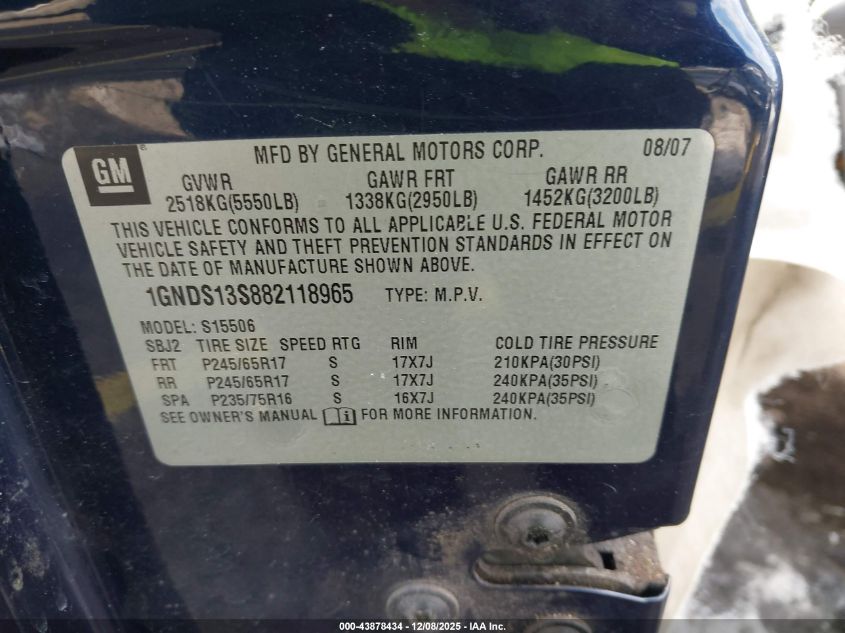 GM ® MFD BY GENERAL MOTORS CORP. 08/07
GVWR GAWR FRT GAWR RR
2518KG(5550LB) 1338KG(2950LB) 1452KG(3200LB)
THIS VEHICLE CONFORMS TO ALL APPLICABLE U.S. FEDERAL MOTOR
VEHICLE SAFETY AND THEFT PREVENTION STANDARDS IN EFFECT ON
THE DATE OF MANUFACTURE SHOWN ABOVE.
1GNDS13S882118965 TYPE: M.P.V.
MODEL: S15506
SBJ2 TIRE SIZE SPEED RTG RIM COLD TIRE PRESSURE
FRT P245/65R17 S 17X7J 210KPA(30PSI)
RR P245/65R17 S 17X7J 240KPA(35PSI)
SPA P235/75R16 S 16X7J 240KPA(35PSI)
SEE OWNER'S MANUAL i FOR MORE INFORMATION.
000-43878434 - 12/08/2025 - IAA Inc.